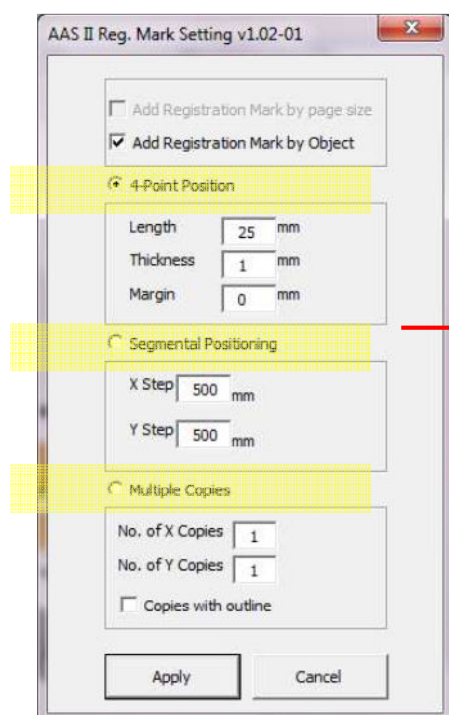 AAS II Reg. Mark Setting v1.02-01
Add Registration Mark by page size
Add Registration Mark by Object
4-Point Position
Length 25 mm
Thickness 1 mm
Margin 0 mm
Segmental Positioning
X Step 500 mm
Y Step 500 mm
Multiple Copies
No. of X Copies 1
No. of Y Copies 1
Copies with outline
Apply Cancel